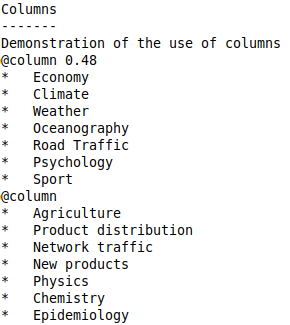 Columns
-------
Demonstration of the use of columns
@column 0.48
*   Economy
*   Climate
*   Weather
*   Oceanography
*   Road Traffic
*   Psychology
*   Sport
@column
*   Agriculture
*   Product distribution
*   Network traffic
*   New products
*   Physics
*   Chemistry
*   Epidemiology